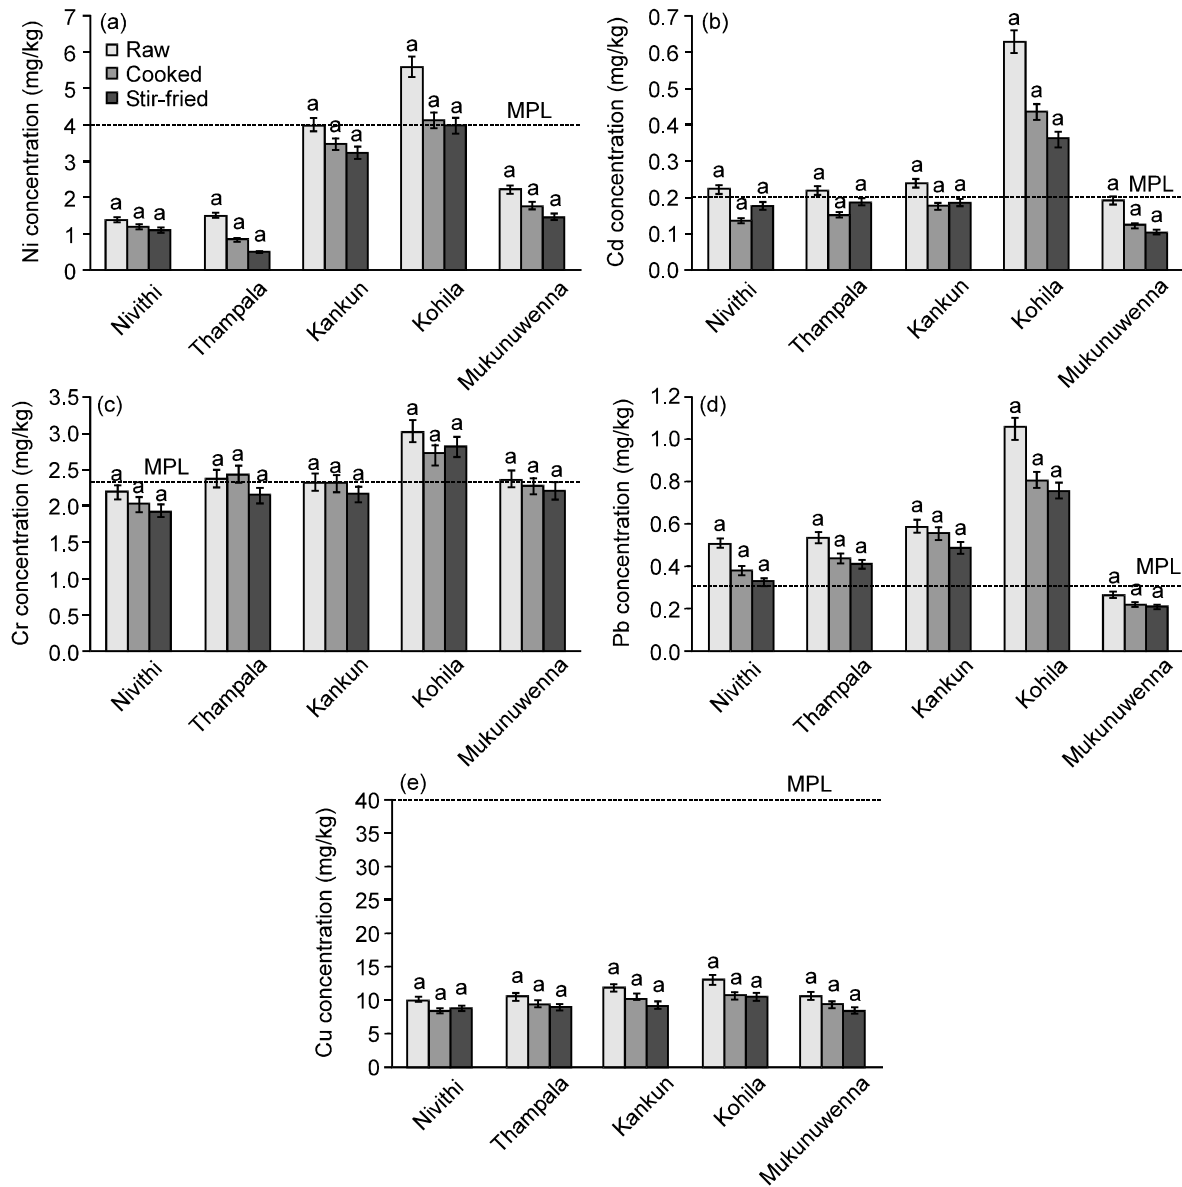 (a)
Ni concentration (mg/kg)
7
6
5
4
3
2
1
0
Raw
Cooked
Stir-fried
MPL
a a a a a a a a a a a a a a a
Nivithi
Thampala
Kankun
Kohila
Mukunuwenna
(b)
Cd concentration (mg/kg)
0.7
0.6
0.5
0.4
0.3
0.2
0.1
0.0
MPL
a a a a a a a a a a a a a a a
Nivithi
Thampala
Kankun
Kohila
Mukunuwenna
(c)
Cr concentration (mg/kg)
3.5
3.0
2.5
2.0
1.5
1.0
0.5
0.0
MPL
a a a a a a a a a a a a a a a
Nivithi
Thampala
Kankun
Kohila
Mukunuwenna
(d)
Pb concentration (mg/kg)
1.2
1.0
0.8
0.6
0.4
0.2
0.0
MPL
a a a a a a a a a a a a a a a
Nivithi
Thampala
Kankun
Kohila
Mukunuwenna
(e)
Cu concentration (mg/kg)
40
35
30
25
20
15
10
5
0
MPL
a a a a a a a a a a a a a a a
Nivithi
Thampala
Kankun
Kohila
Mukunuwenna